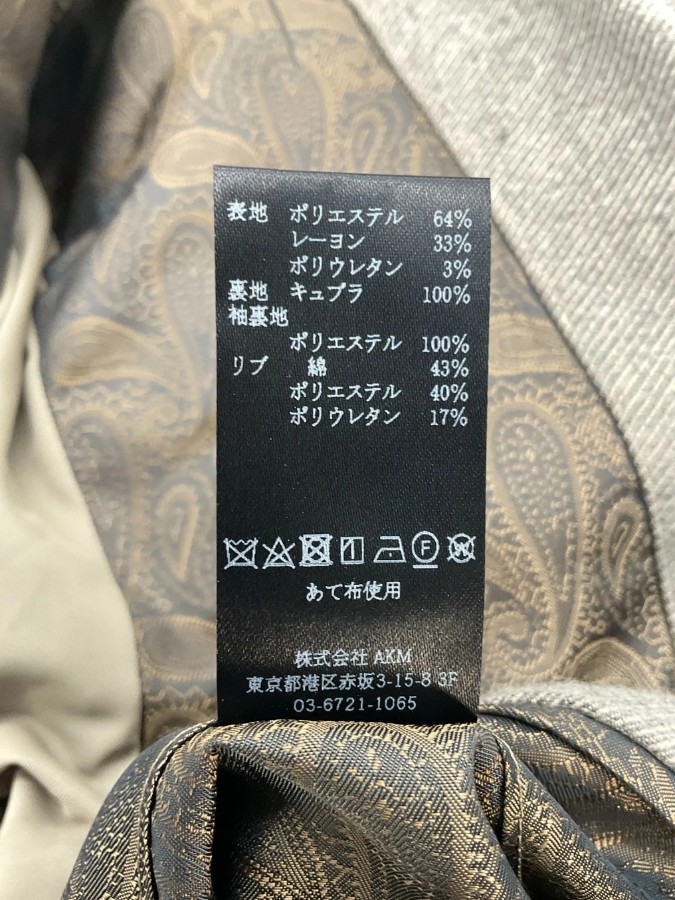 表地 ポリエステル 64%
レーヨン 33%
ポリウレタン 3%
裏地 キュプラ 100%
袖裏地
ポリエステル 100%
リブ 綿 43%
ポリエステル 40%
ポリウレタン 17%
F W
あて布使用
株式会社 AKM
東京都港区赤坂3-15-8 3F
03-6721-1065